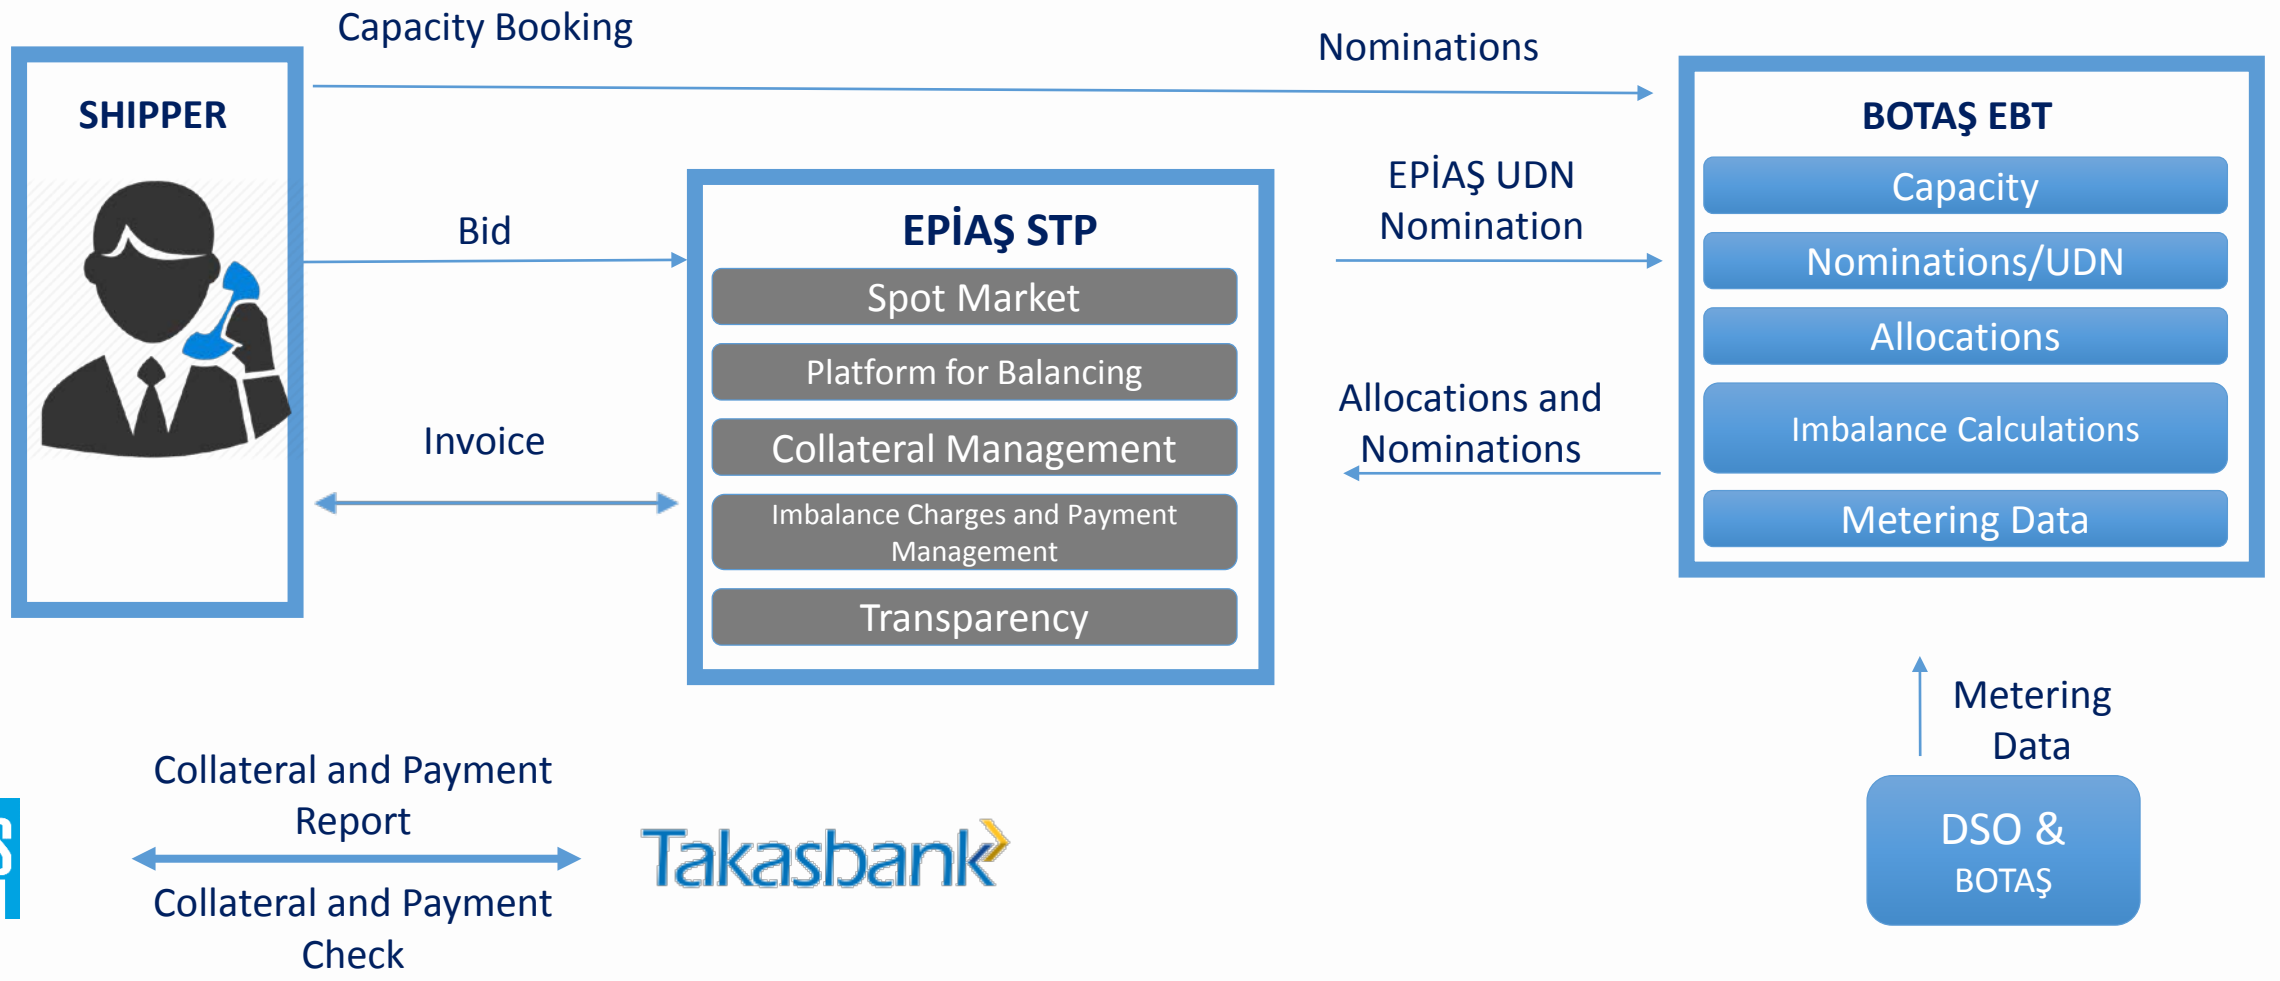 Capacity Booking
Nominations
SHIPPER
BOTAŞ EBT
Capacity
Nominations/UDN
Allocations
Imbalance Calculations
Metering Data
EPİAŞ UDN
Nomination
Bid
EPİAŞ STP
Spot Market
Platform for Balancing
Collateral Management
Imbalance Charges and Payment
Management
Transparency
Allocations and
Nominations
Invoice
Metering
Data
DSO &
BOTAŞ
Collateral and Payment
Report
Collateral and Payment
Check
Takasbank